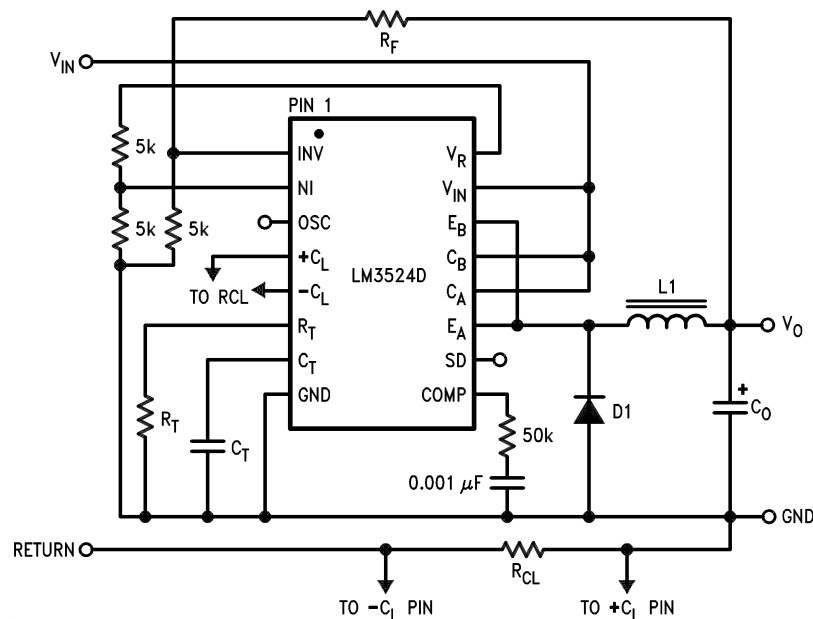 R_F
V_IN
PIN 1
5k
INV
V_R
NI
V_IN
5k
5k
OSC
E_B
+C_L
LM3524D
C_B
TO RCL
-C_L
C_A
L1
R_T
E_A
V_O
C_T
SD
GND
COMP
R_T
C_T
50k
D1
+
C_O
0.001 μF
GND
RETURN
R_CL
TO -C_L PIN
TO +C_L PIN